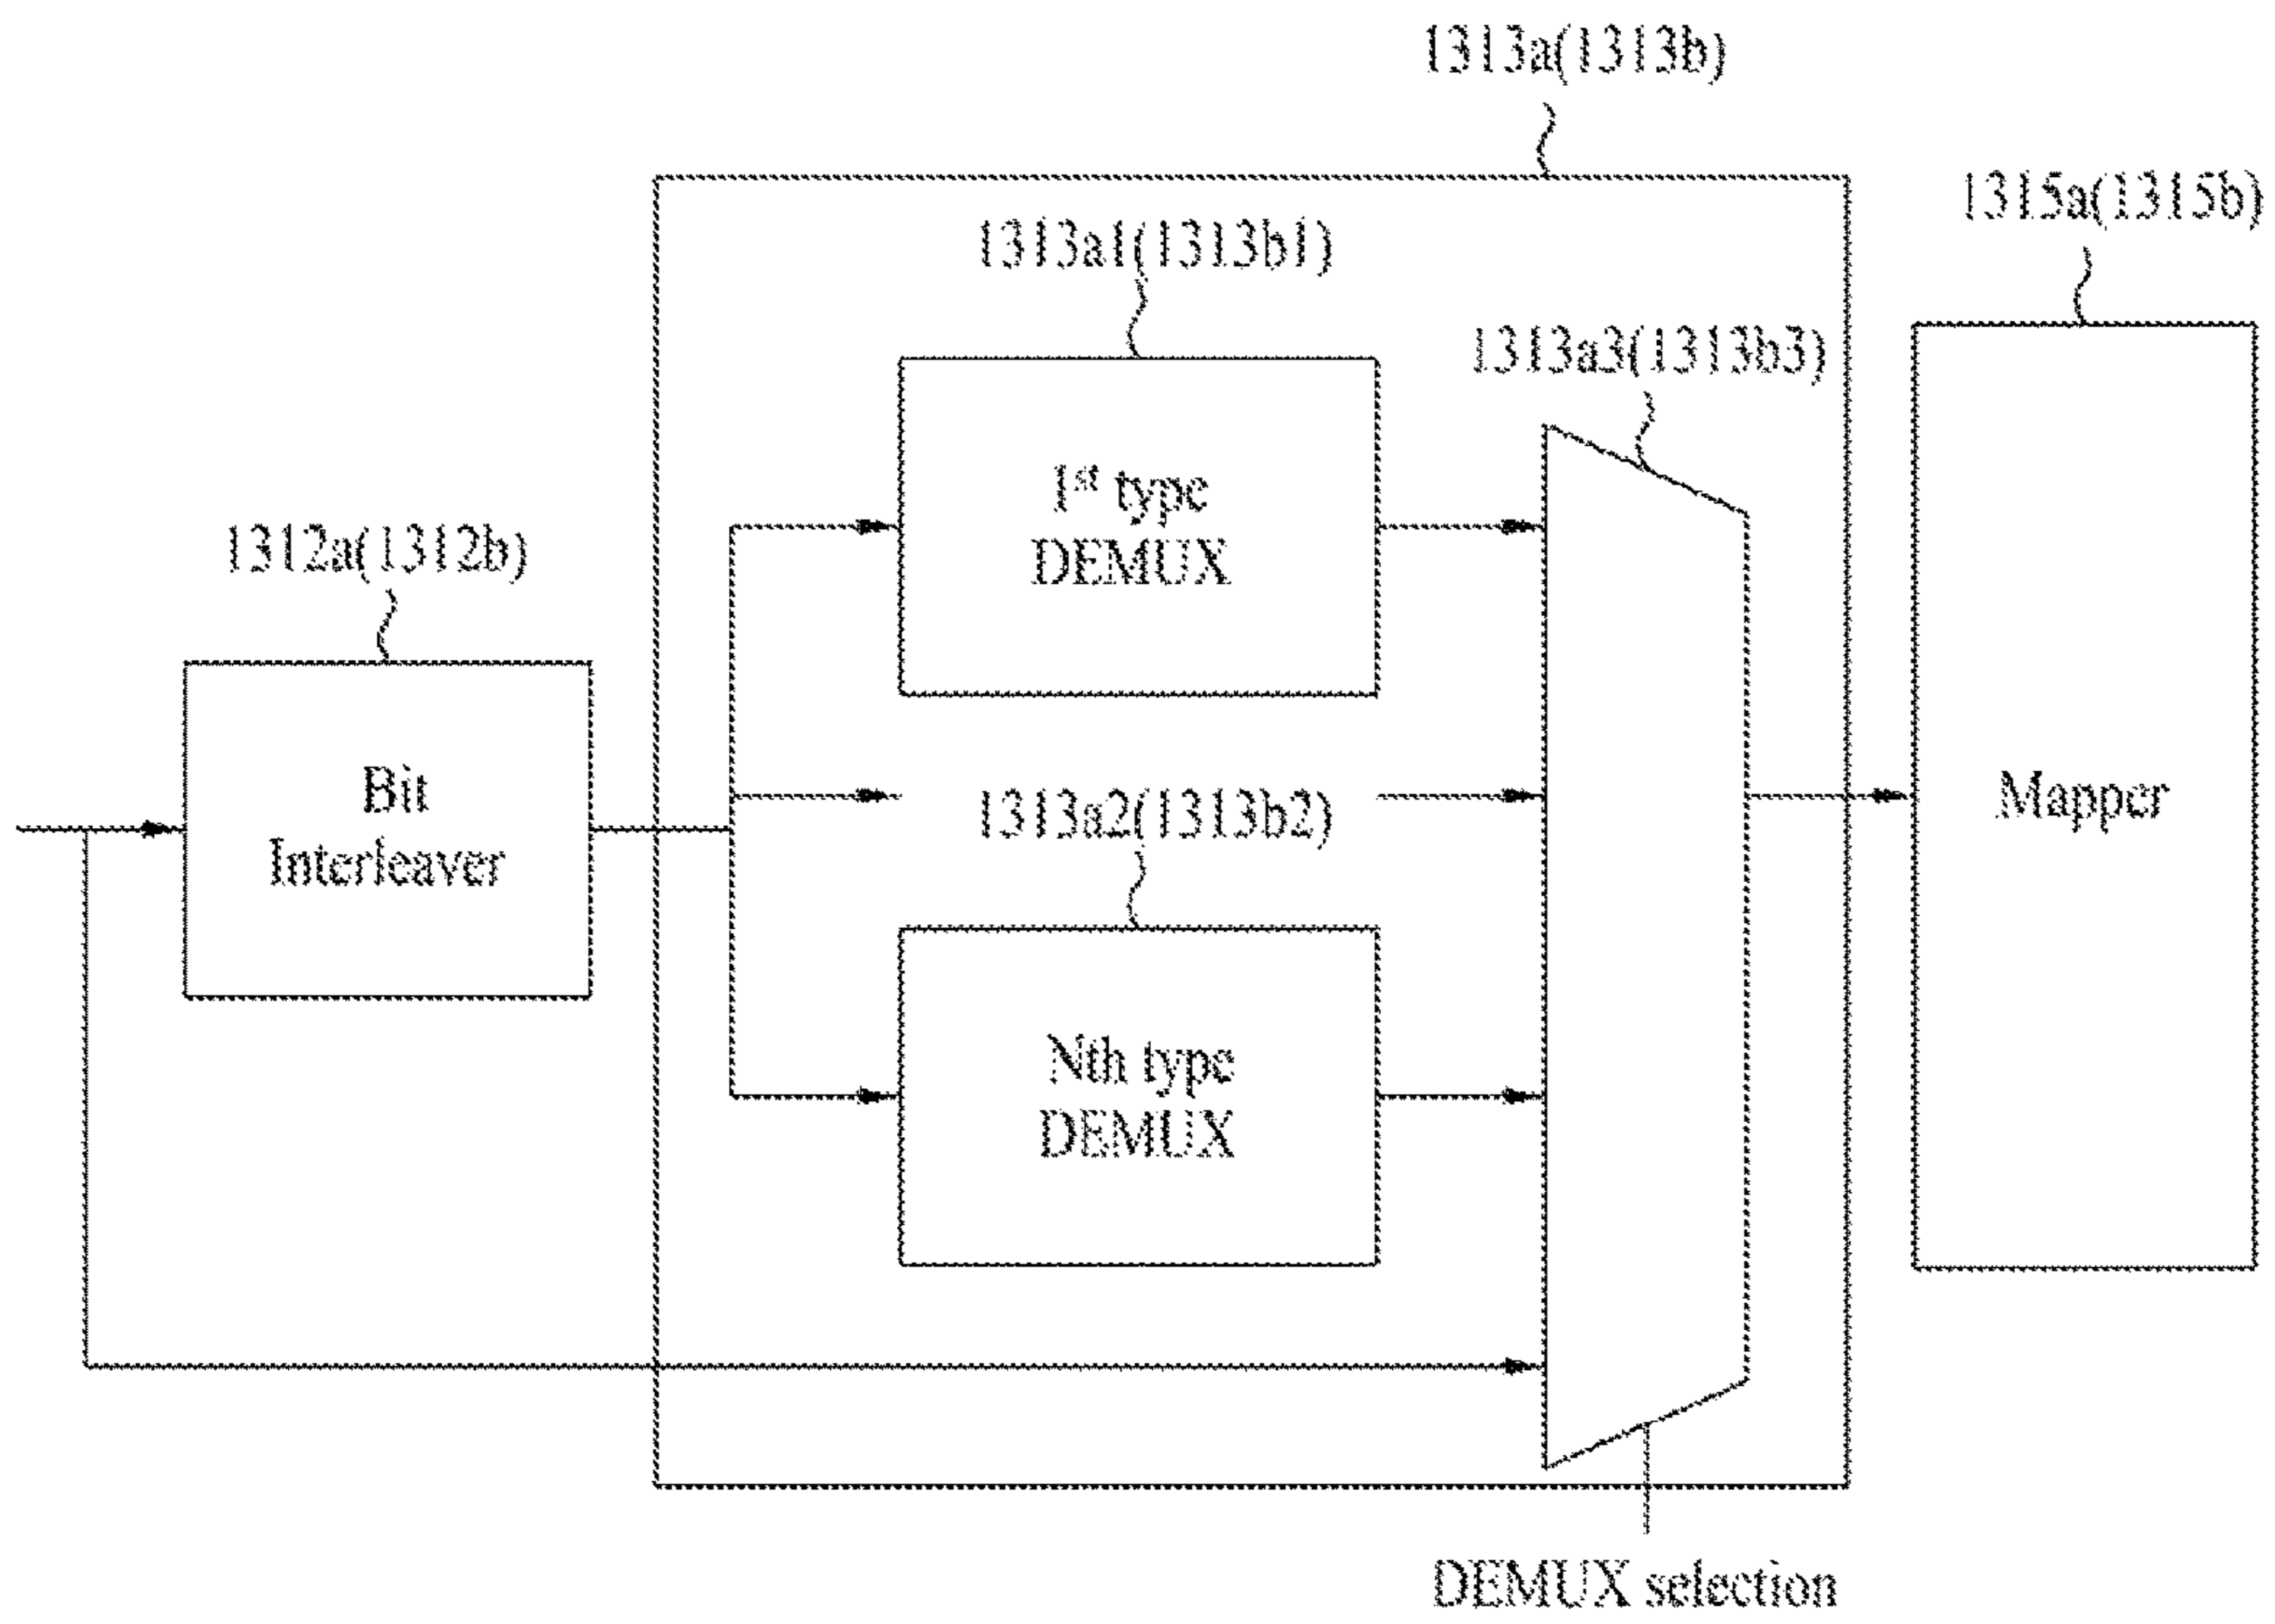 1313a(1313b)
1315a(1315b)
1313a1(1313b1)
1313a3(1313b3)
1st type
DEMUX
1312a(1312b)
Bit
Interleaver
1313a2(1313b2)
Mapper
Nth type
DEMUX
DEMUX selection